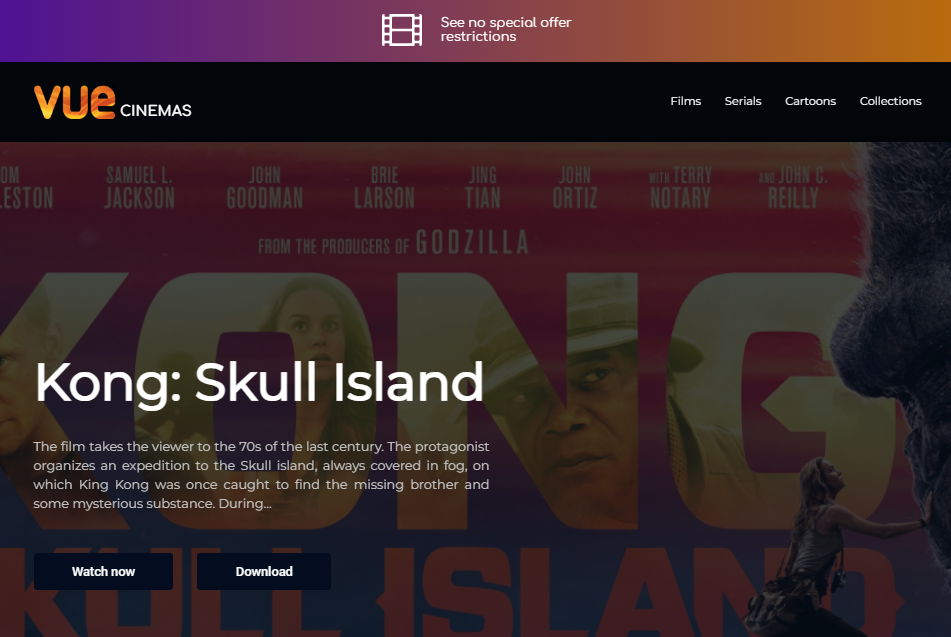 See no special offer
restrictions
vue CINEMAS
Films Serials Cartoons Collections
SAMUEL L. JACKSON
JOHN GOODMAN
BRIE LARSON
JING TIAN
JOHN ORTIZ
WITH TERRY NOTARY
AND JOHN C. REILLY
FROM THE PRODUCERS OF GODZILLA
KONG
Kong: Skull Island
The film takes the viewer to the 70s of the last century. The protagonist
organizes an expedition to the Skull island, always covered in fog, on
which King Kong was once caught to find the missing brother and
some mysterious substance. During...
Watch now Download
SKULL ISLAND